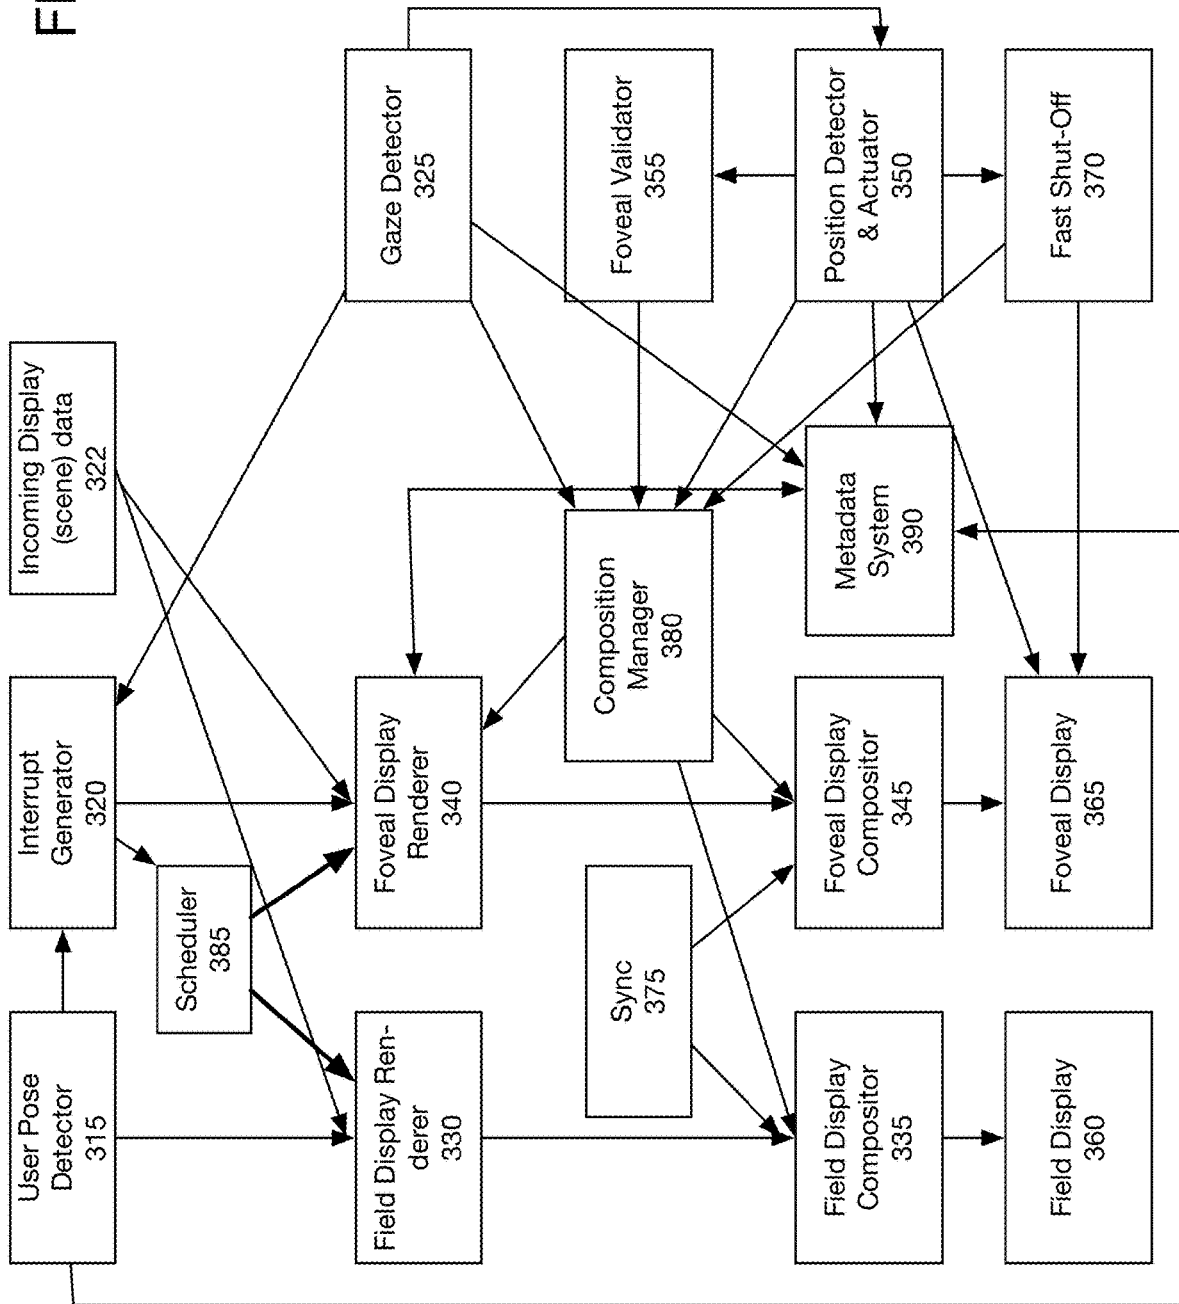 User Pose
Detector
315
Interrupt
Generator
320
Incoming Display
(scene) data
322
Scheduler
385
Field Display Ren-
derer
330
Foveal Display
Renderer
340
Gaze Detector
325
Sync
375
Composition
Manager
380
Foveal Validator
355
Field Display
Compositor
335
Foveal Display
Compositor
345
Metadata
System
390
Position Detector
& Actuator
350
Field Display
360
Foveal Display
365
Fast Shut-Off
370